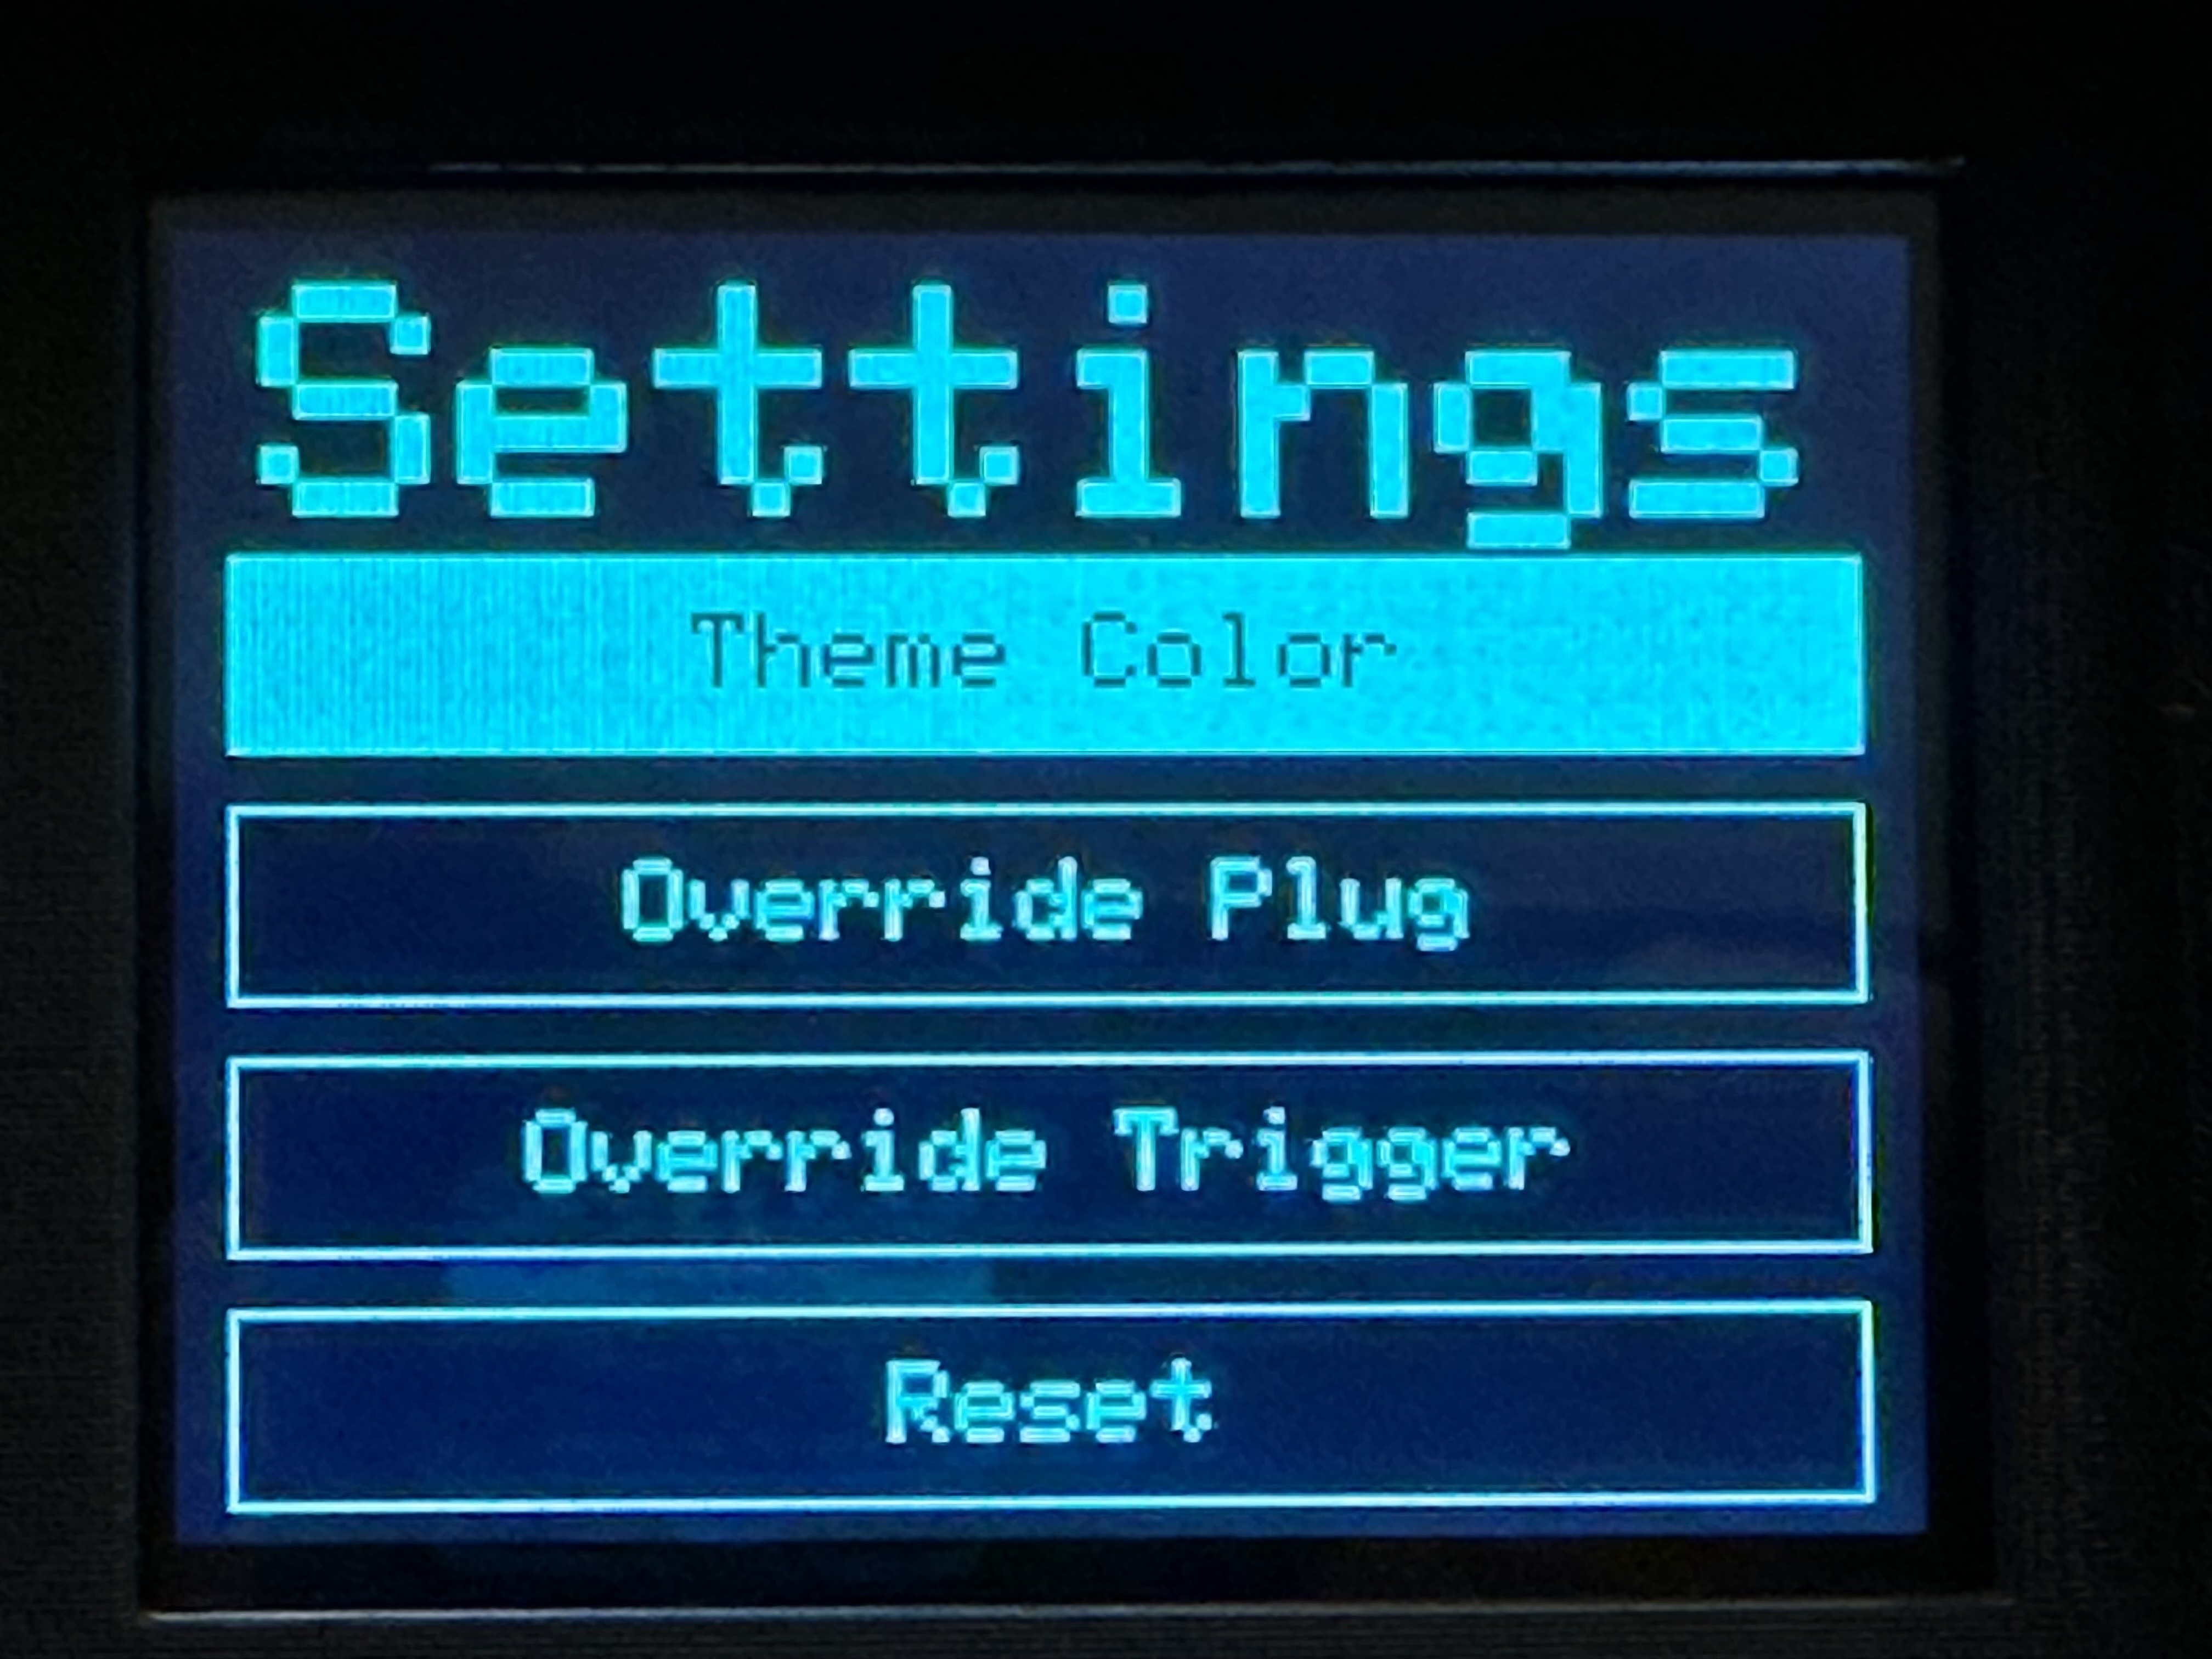 Settings
Theme Color
Override Plug
Override Trigger
Reset